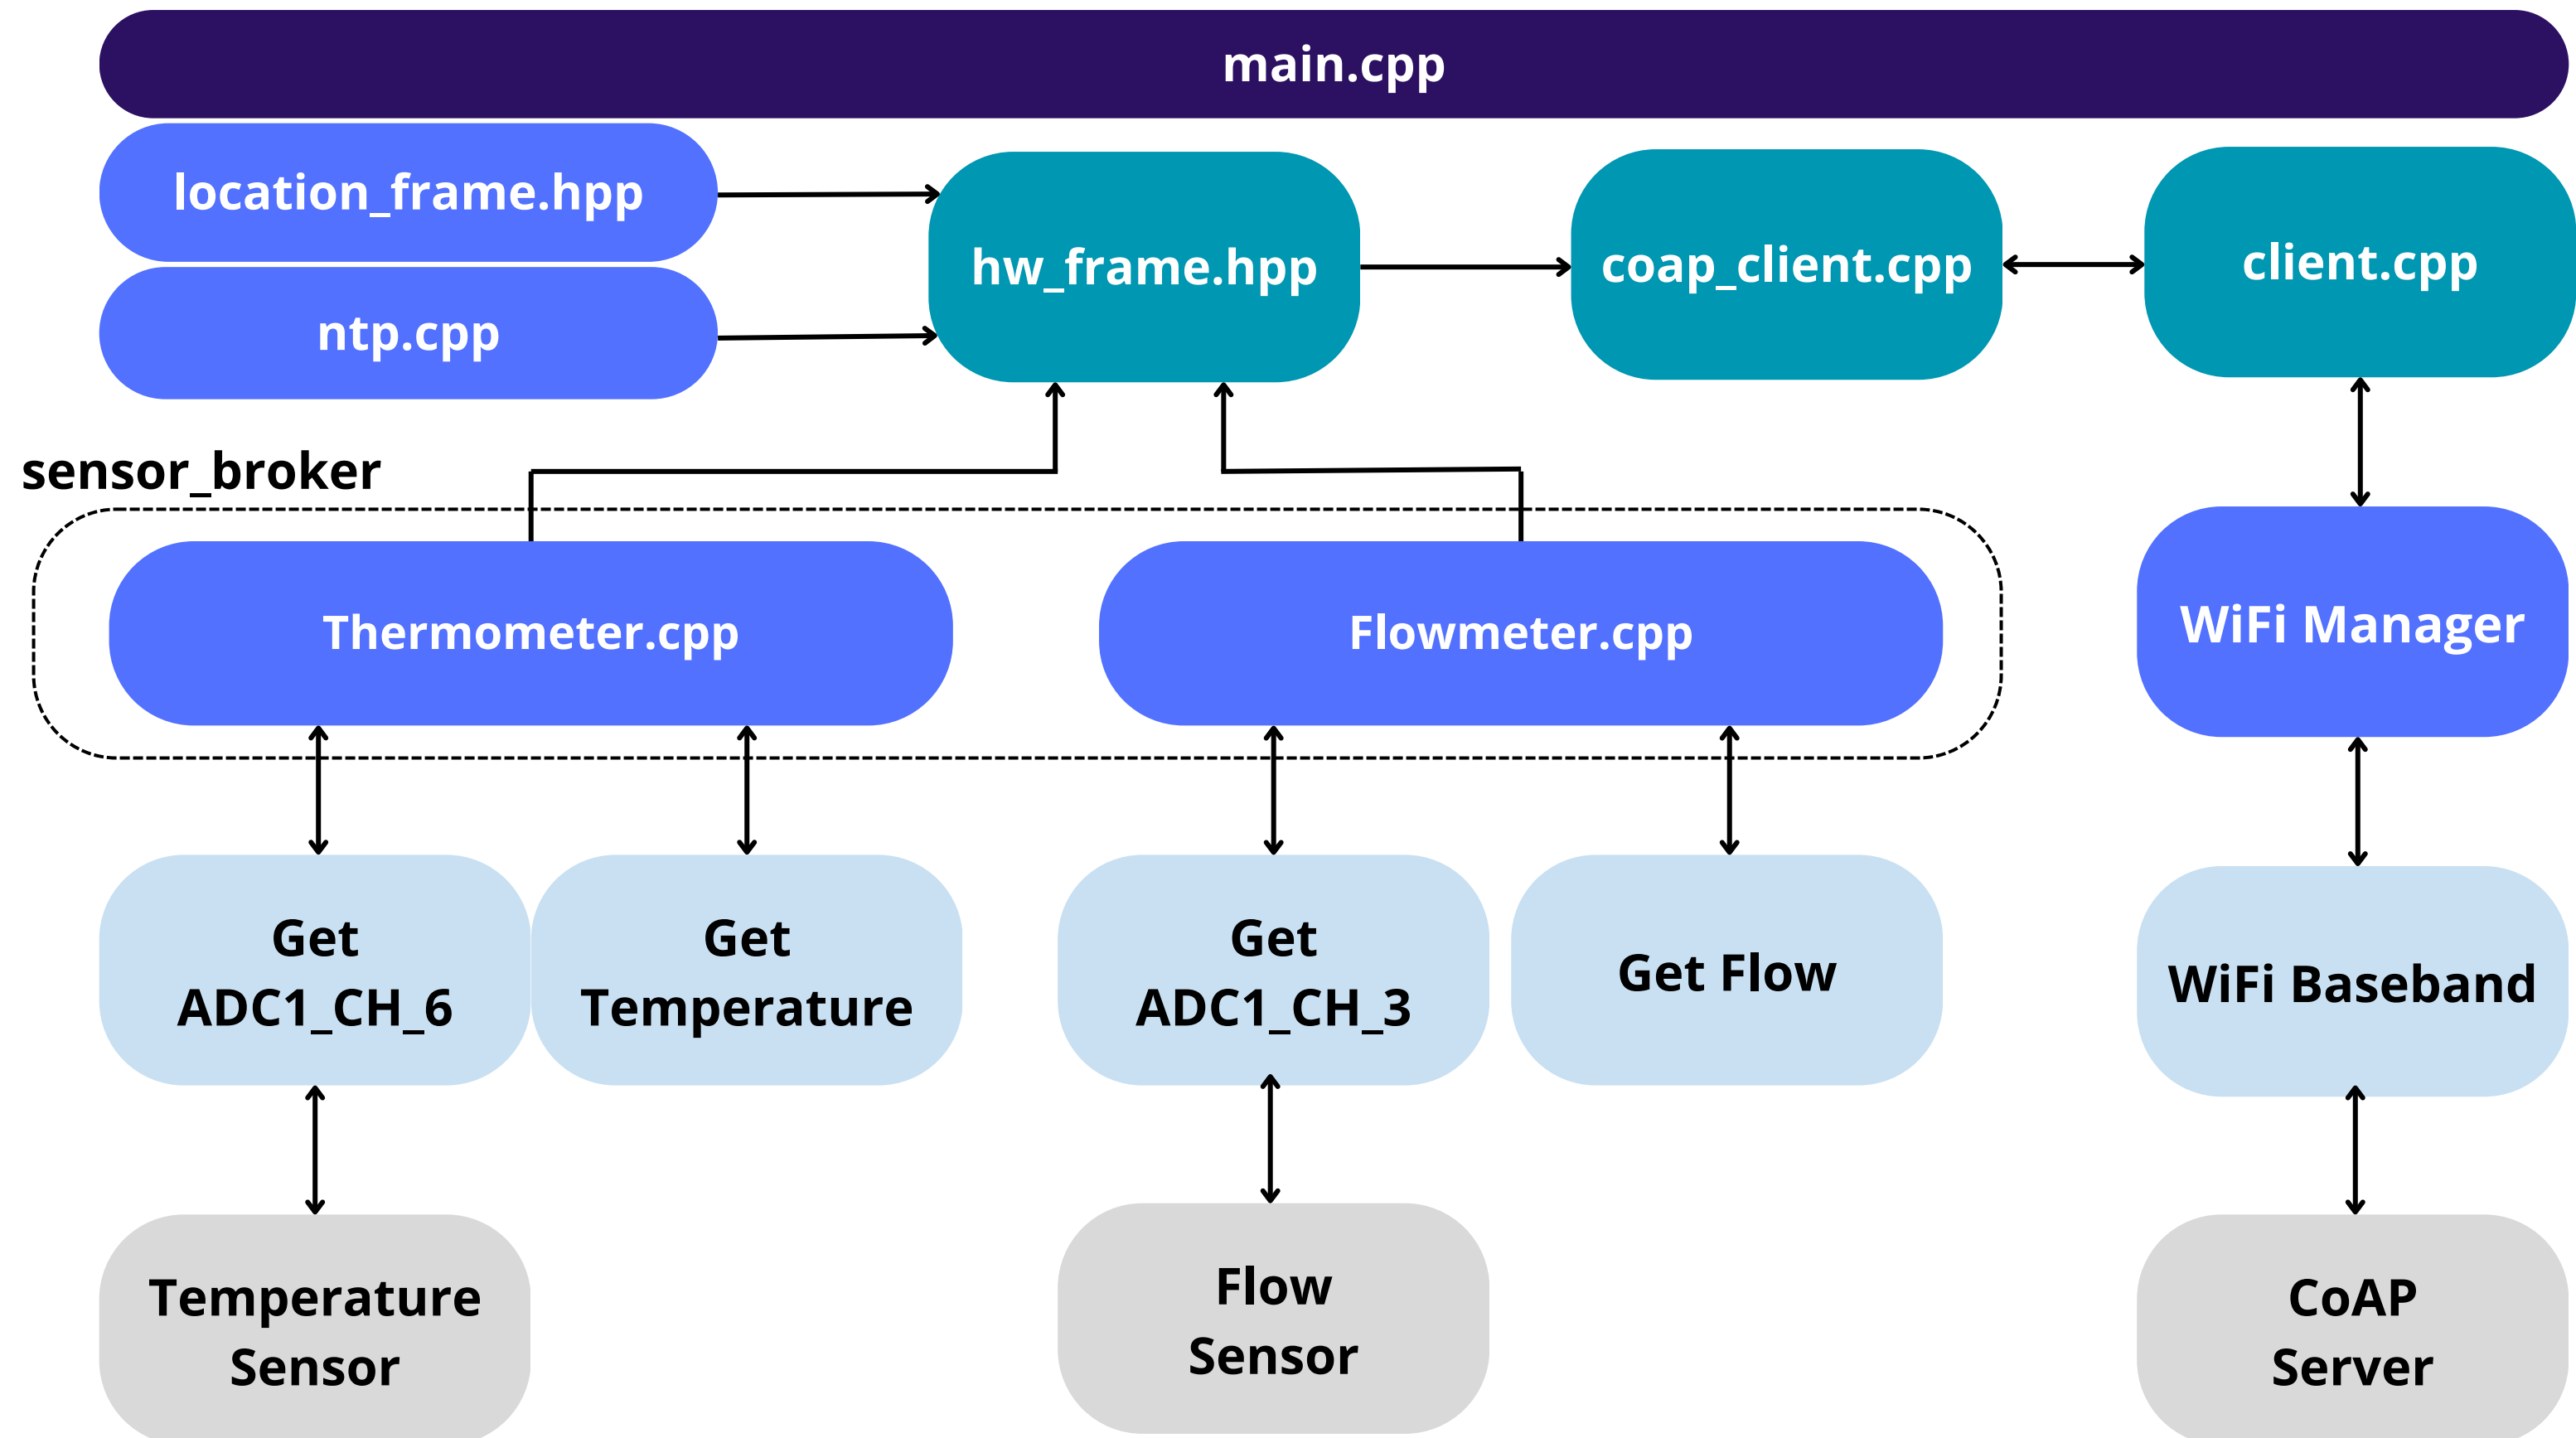 main.cpp
location_frame.hpp
ntp.cpp
hw_frame.hpp
coap_client.cpp
client.cpp
sensor_broker
Thermometer.cpp
Flowmeter.cpp
WiFi Manager
Get
ADC1_CH_6
Get
Temperature
Get
ADC1_CH_3
Get Flow
WiFi Baseband
Temperature
Sensor
Flow
Sensor
CoAP
Server